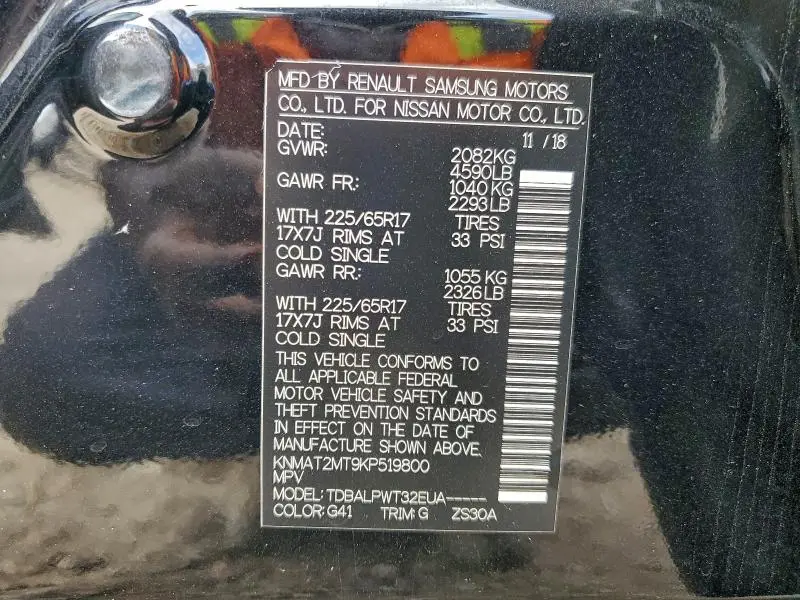 MFD BY RENAULT SAMSUNG MOTORS
CO., LTD. FOR NISSAN MOTOR CO., LTD.
DATE: 11 / 18
GVWR: 2082KG
4590LB
GAWR FR: 1040 KG
2293LB
WITH 225/65R17 TIRES
17X7J RIMS AT 33 PSI
COLD SINGLE
GAWR RR: 1055 KG
2326LB
WITH 225/65R17 TIRES
17X7J RIMS AT 33 PSI
COLD SINGLE
THIS VEHICLE CONFORMS TO
ALL APPLICABLE FEDERAL
MOTOR VEHICLE SAFETY AND
THEFT PREVENTION STANDARDS
IN EFFECT ON THE DATE OF
MANUFACTURE SHOWN ABOVE.
KNMAT2MT9KP519800
MPV
MODEL: TDBALPWT32EUA-----
COLOR: G41 TRIM: G ZS30A